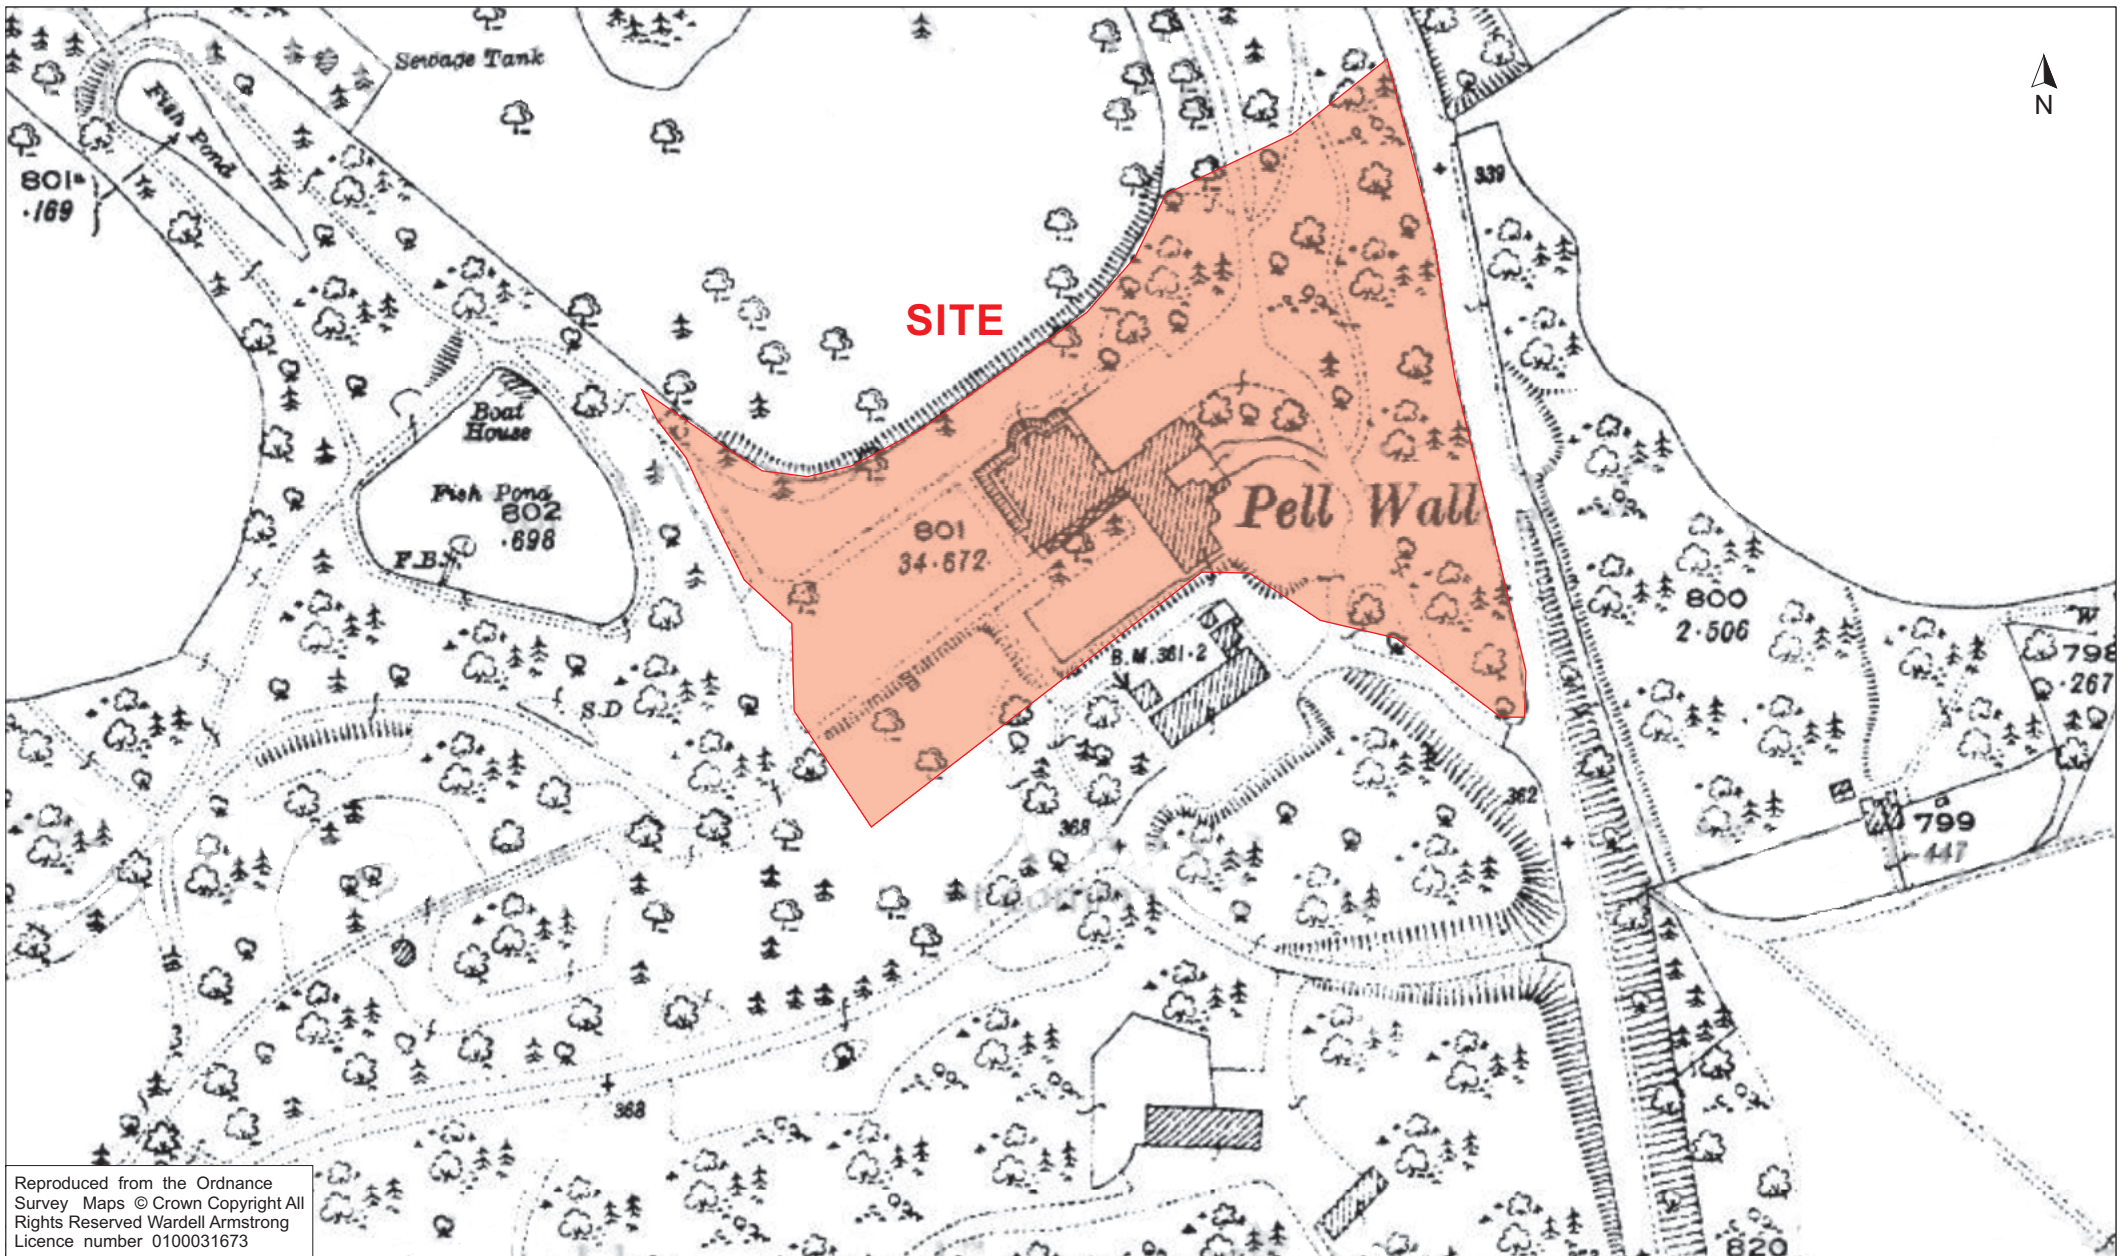 Sewage Tank
N
Fish Pond
801a
·169
339
SITE
Boat
House
Fish Pond
802
·698
F.B.
801
34·672
Pell Wall
800
2·506
W
798
·267
B.M.361·2
S.D
362
368
799
·447
368
820
Reproduced from the Ordnance
Survey Maps © Crown Copyright All
Rights Reserved Wardell Armstrong
Licence number 0100031673